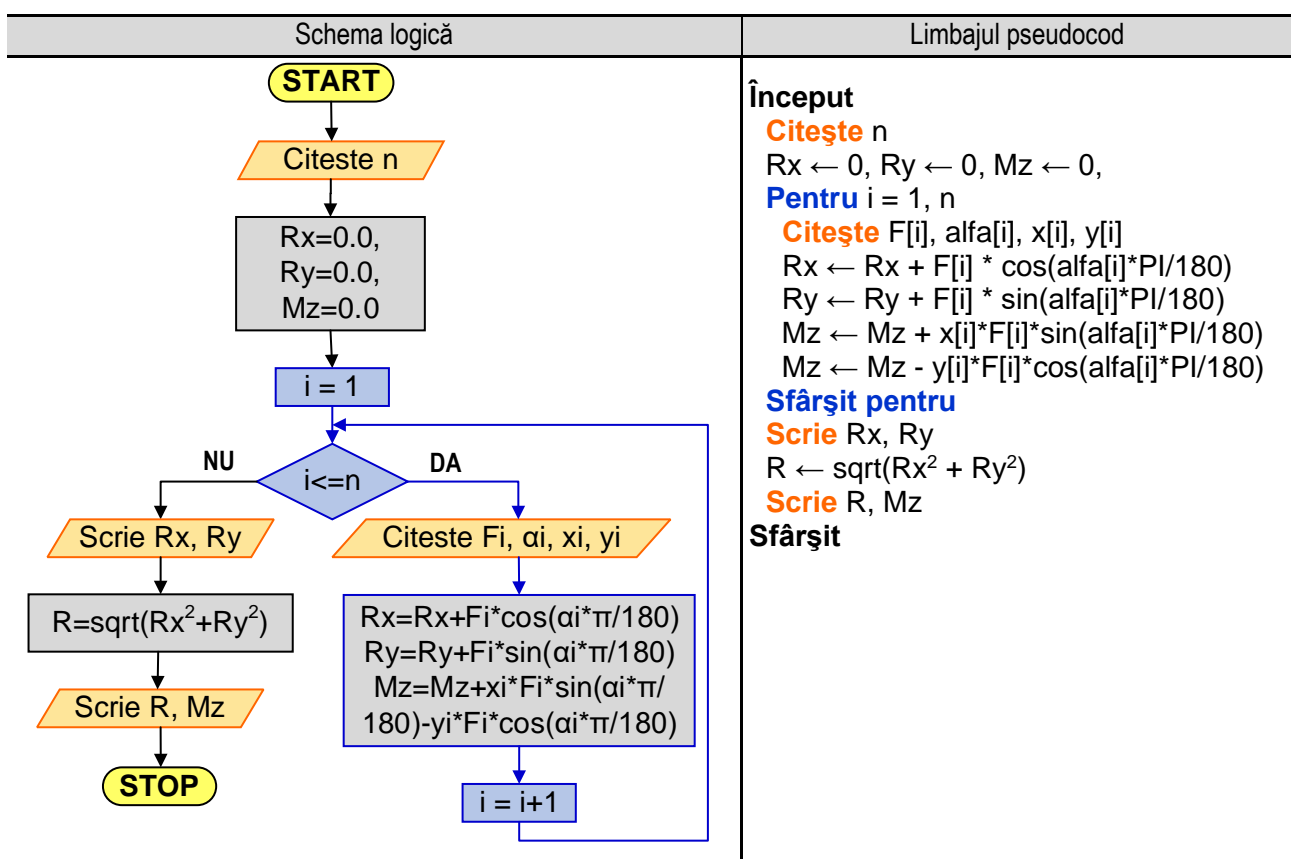 Schema logică
Limbajul pseudocod
START
Citeste n
Rx=0.0,
Ry=0.0,
Mz=0.0
i = 1
NU
i<=n
DA
Scrie Rx, Ry
R=sqrt(Rx²+Ry²)
Scrie R, Mz
STOP
Citeste Fi, αi, xi, yi
Rx=Rx+Fi*cos(αi*π/180)
Ry=Ry+Fi*sin(αi*π/180)
Mz=Mz+xi*Fi*sin(αi*π/
180)-yi*Fi*cos(αi*π/180)
i = i+1
Început
Citeşte n
Rx ← 0, Ry ← 0, Mz ← 0,
Pentru i = 1, n
Citeşte F[i], alfa[i], x[i], y[i]
Rx ← Rx + F[i] * cos(alfa[i]*PI/180)
Ry ← Ry + F[i] * sin(alfa[i]*PI/180)
Mz ← Mz + x[i]*F[i]*sin(alfa[i]*PI/180)
Mz ← Mz - y[i]*F[i]*cos(alfa[i]*PI/180)
Sfârşit pentru
Scrie Rx, Ry
R ← sqrt(Rx² + Ry²)
Scrie R, Mz
Sfârşit